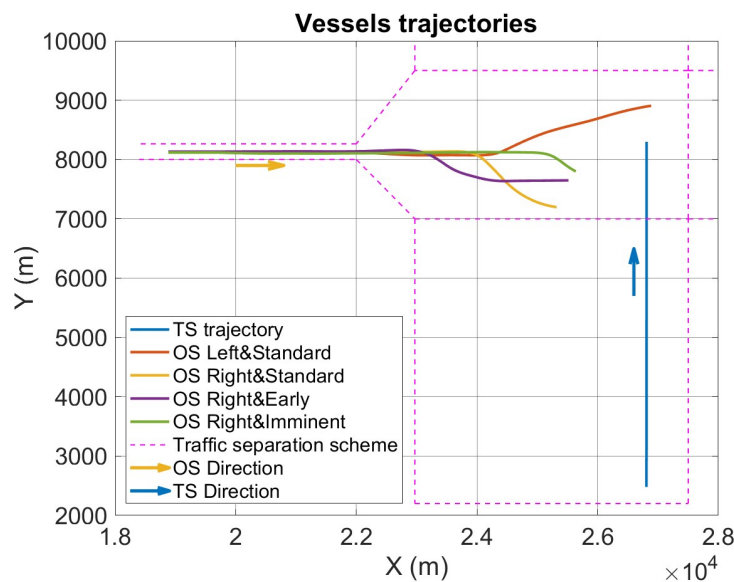 Vessels trajectories
10000
9000
8000
7000
6000
5000
4000
3000
2000
Y (m)
TS trajectory
OS Left&Standard
OS Right&Standard
OS Right&Early
OS Right&Imminent
Traffic separation scheme
OS Direction
TS Direction
1.8 2 2.2 2.4 2.6 2.8
X (m)
×10⁴